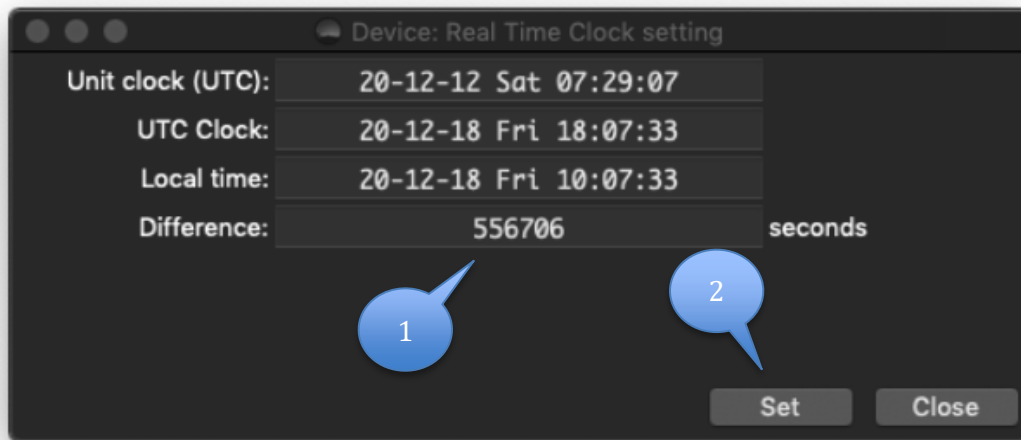 Device: Real Time Clock setting
Unit clock (UTC): 20-12-12 Sat 07:29:07
UTC Clock: 20-12-18 Fri 18:07:33
Local time: 20-12-18 Fri 10:07:33
Difference: 556706 seconds
2
1
Set Close